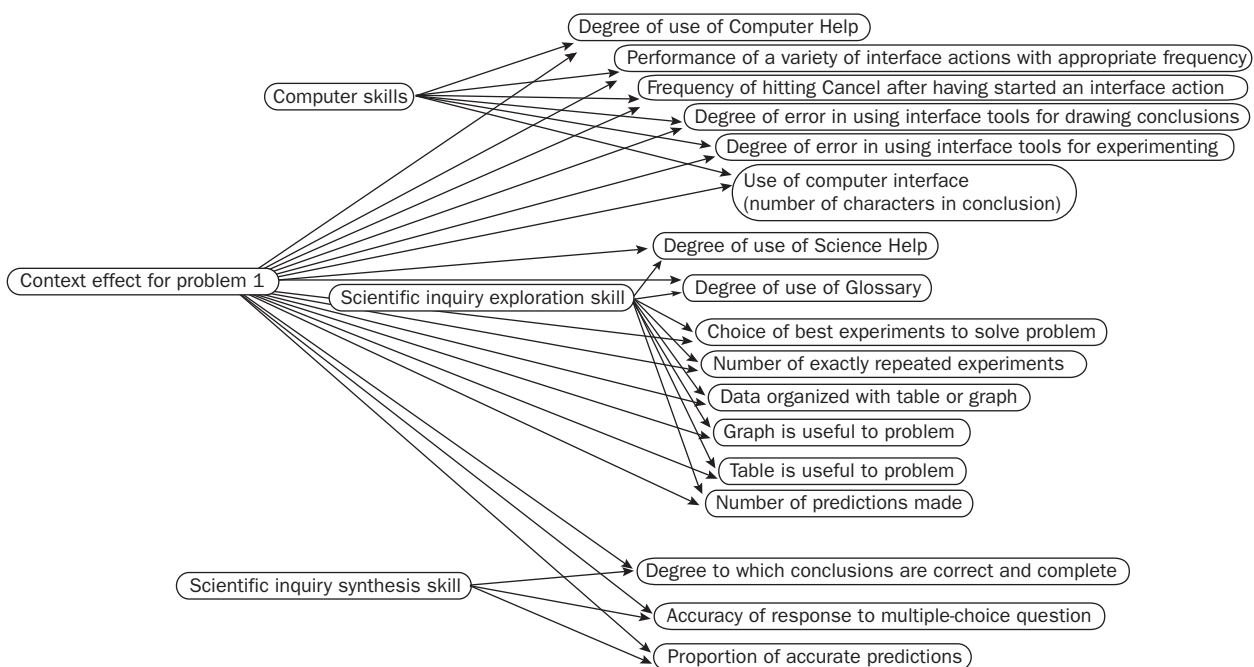 Degree of use of Computer Help
Performance of a variety of interface actions with appropriate frequency
Computer skills
Frequency of hitting Cancel after having started an interface action
Degree of error in using interface tools for drawing conclusions
Degree of error in using interface tools for experimenting
Use of computer interface
(number of characters in conclusion)
Degree of use of Science Help
Context effect for problem 1
Scientific inquiry exploration skill
Degree of use of Glossary
Choice of best experiments to solve problem
Number of exactly repeated experiments
Data organized with table or graph
Graph is useful to problem
Table is useful to problem
Number of predictions made
Scientific inquiry synthesis skill
Degree to which conclusions are correct and complete
Accuracy of response to multiple-choice question
Proportion of accurate predictions